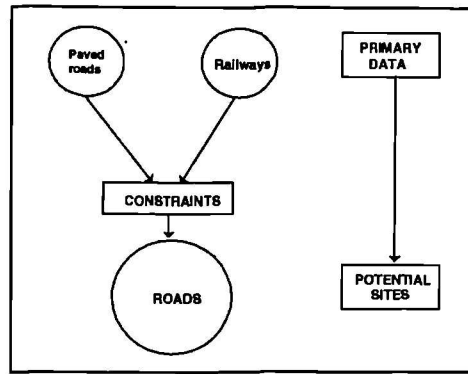 Paved
roads
Railways
PRIMARY
DATA
CONSTRAINTS
ROADS
POTENTIAL
SITES